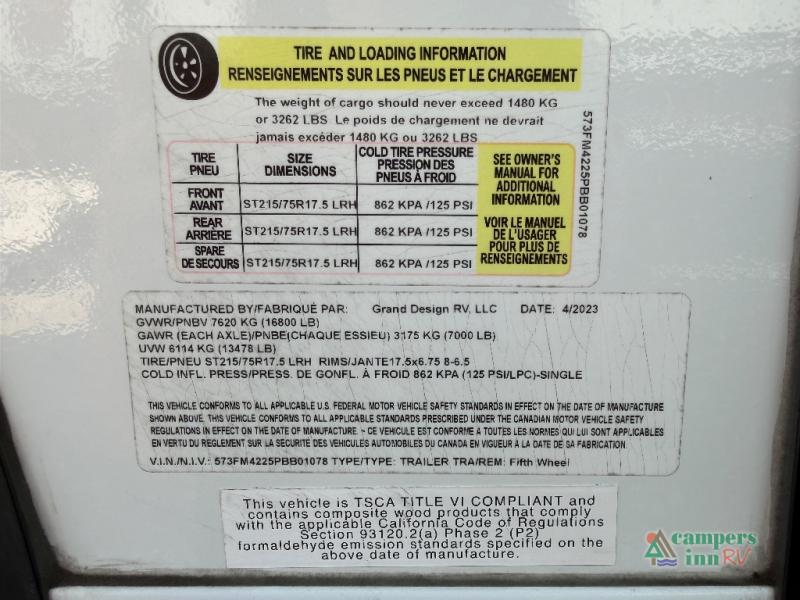 TIRE AND LOADING INFORMATION
RENSEIGNEMENTS SUR LES PNEUS ET LE CHARGEMENT
The weight of cargo should never exceed 1480 KG
or 3262 LBS. Le poids de chargement ne devrait
jamais excéder 1480 KG ou 3262 LBS
TIRE
PNEU
SIZE
DIMENSIONS
COLD TIRE PRESSURE
PRESSION DES
PNEUS À FROID
FRONT
AVANT
ST215/75R17.5 LRH
862 KPA /125 PSI
REAR
ARRIÈRE
ST215/75R17.5 LRH
862 KPA /125 PSI
SPARE
DE SECOURS
ST215/75R17.5 LRH
862 KPA /125 PSI
SEE OWNER'S
MANUAL FOR
ADDITIONAL
INFORMATION
VOIR LE MANUEL
DE L'USAGER
POUR PLUS DE
RENSEIGNEMENTS
573FM4225PBB01078
MANUFACTURED BY/FABRIQUÉ PAR: Grand Design RV, LLC DATE: 4/2023
GVWR/PNBV 7620 KG (16800 LB)
GAWR (EACH AXLE)/PNBE(CHAQUE ESSIEU) 3175 KG (7000 LB)
UVW 6114 KG (13478 LB)
TIRE/PNEU ST215/75R17.5 LRH RIMS/JANTE17.5x6.75 8-6.5
COLD INFL. PRESS/PRESS. DE GONFL. À FROID 862 KPA (125 PSI/LPC)-SINGLE
THIS VEHICLE CONFORMS TO ALL APPLICABLE U.S. FEDERAL MOTOR VEHICLE SAFETY STANDARDS IN EFFECT ON THE DATE OF MANUFACTURE
SHOWN ABOVE. THIS VEHICLE CONFORMS TO ALL APPLICABLE STANDARDS PRESCRIBED UNDER THE CANADIAN MOTOR VEHICLE SAFETY
REGULATIONS IN EFFECT ON THE DATE OF MANUFACTURE. - CE VÉHICULE EST CONFORME À TOUTES LES NORMES QUI LUI SONT APPLICABLES
EN VERTU DU RÈGLEMENT SUR LA SÉCURITÉ DES VÉHICULES AUTOMOBILES DU CANADA EN VIGUEUR À LA DATE DE SA FABRICATION.
V.I.N./N.I.V.: 573FM4225PBB01078 TYPE/TYPE: TRAILER TRA/REM: Fifth Wheel
This vehicle is TSCA TITLE VI COMPLIANT and
contains composite wood products that comply
with the applicable California Code of Regulations
Section 93120.2(a) Phase 2 (P2)
formaldehyde emission standards specified on the
above date of manufacture.
campers
inn RV